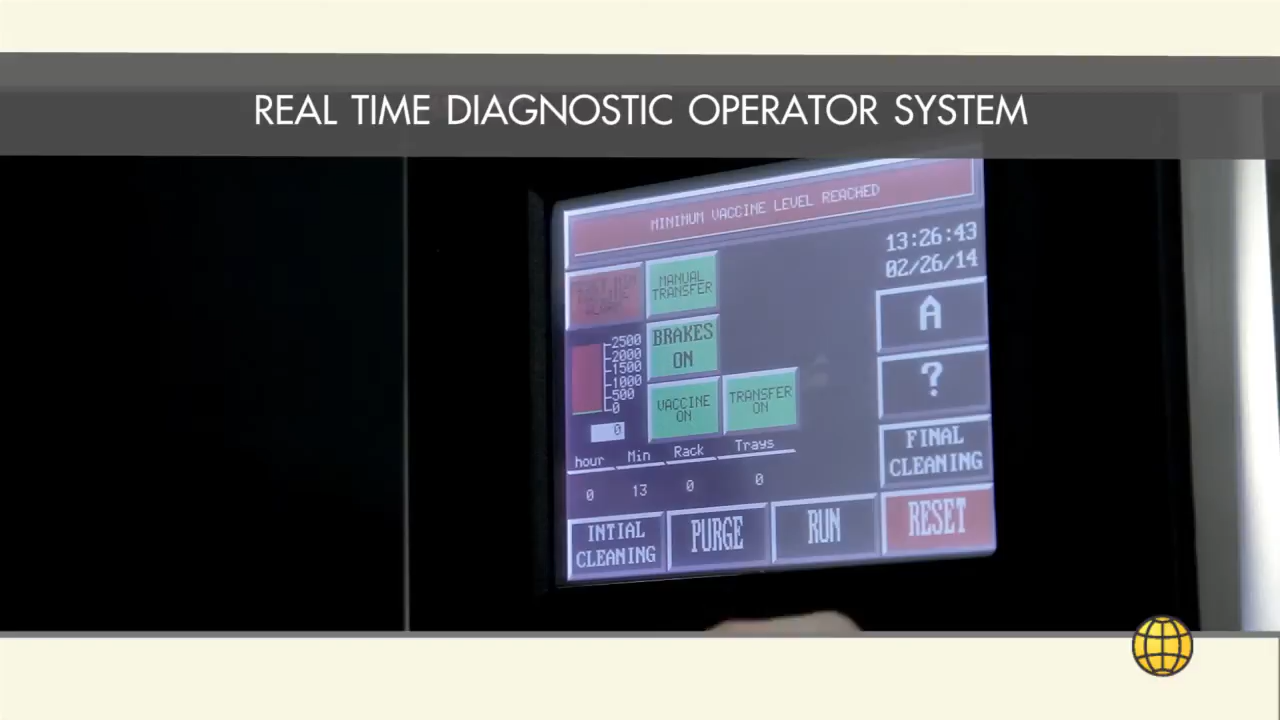 REAL TIME DIAGNOSTIC OPERATOR SYSTEM
MINIMUM VACCINE LEVEL REACHED
13:26:43
02/26/14
MANUAL
TRANSFER
A
BRAKES
ON
2500
2000
1500
1000
500
0
?
VACCINE
ON
TRANSFER
ON
0
FINAL
CLEANING
hour Min Rack Trays
0 13 0 0
INTIAL
CLEANING
PURGE
RUN
RESET